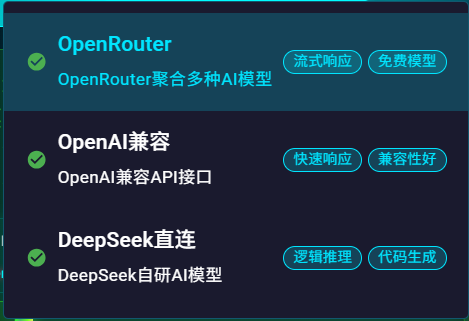 OpenRouter
OpenRouter聚合多种AI模型
流式响应
免费模型
OpenAI兼容
OpenAI兼容API接口
快速响应
兼容性好
DeepSeek直连
DeepSeek自研AI模型
逻辑推理
代码生成